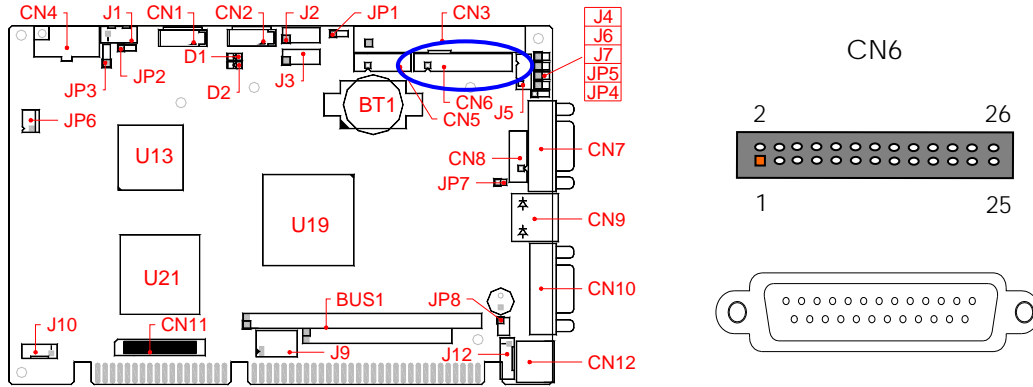 CN4
J1
CN1
CN2
J2
JP1
CN3
J4
J6
J7
JP5
JP4
JP2
JP3
D1
D2
J3
BT1
CN6
CN5
J5
JP6
U13
CN8
CN7
JP7
U19
CN9
U21
CN10
BUS1
JP8
J10
CN11
J9
J12
CN12
CN6
2 26
1 25